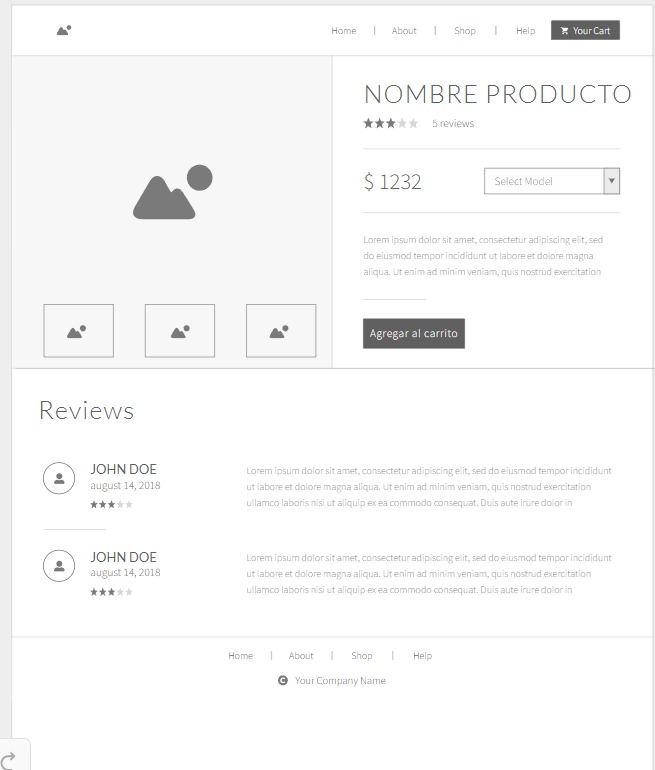 Home | About | Shop | Help Your Cart
NOMBRE PRODUCTO
5 reviews
$ 1232 Select Model
Lorem ipsum dolor sit amet, consectetur adipiscing elit, sed
do eiusmod tempor incididunt ut labore et dolore magna
aliqua. Ut enim ad minim veniam, quis nostrud exercitation
Agregar al carrito
Reviews
JOHN DOE
august 14, 2018
Lorem ipsum dolor sit amet, consectetur adipiscing elit, sed do eiusmod tempor incididunt
ut labore et dolore magna aliqua. Ut enim ad minim veniam, quis nostrud exercitation
ullamco laboris nisi ut aliquip ex ea commodo consequat. Duis aute irure dolor in
JOHN DOE
august 14, 2018
Lorem ipsum dolor sit amet, consectetur adipiscing elit, sed do eiusmod tempor incididunt
ut labore et dolore magna aliqua. Ut enim ad minim veniam, quis nostrud exercitation
ullamco laboris nisi ut aliquip ex ea commodo consequat. Duis aute irure dolor in
Home | About | Shop | Help
© Your Company Name